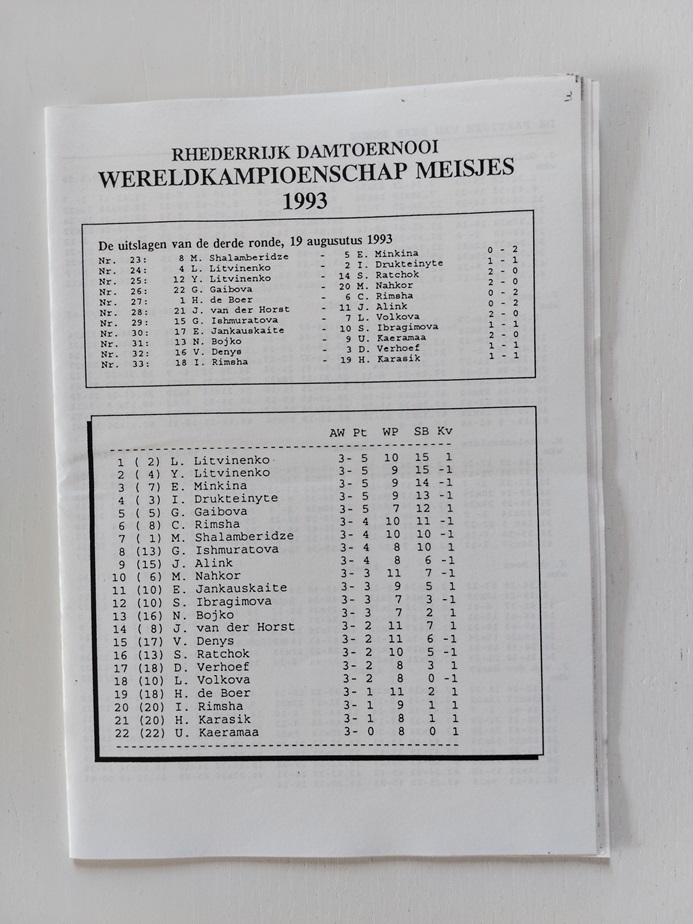 RHEDERRIJK DAMTOERNOOI
WERELDKAMPIOENSCHAP MEISJES
1993
De uitslagen van de derde ronde, 19 augusutus 1993
Nr. 23: 8 M. Shalamberidze - 5 E. Minkina 0 - 2
Nr. 24: 4 L. Litvinenko - 2 I. Drukteinyte 1 - 1
Nr. 25: 12 Y. Litvinenko - 14 S. Ratchok 2 - 0
Nr. 26: 22 G. Gaibova - 20 M. Nahkor 2 - 0
Nr. 27: 1 H. de Boer - 6 C. Rimsha 0 - 2
Nr. 28: 21 J. van der Horst - 11 J. Alink 0 - 2
Nr. 29: 15 G. Ishmuratova - 7 L. Volkova 2 - 0
Nr. 30: 17 E. Jankauskaite - 10 S. Ibragimova 1 - 1
Nr. 31: 13 N. Bojko - 9 U. Kaeramaa 2 - 0
Nr. 32: 16 V. Denys - 3 D. Verhoef 1 - 1
Nr. 33: 18 I. Rimsha - 19 H. Karasik 1 - 1
AW Pt WP SB Kv
1 ( 2) L. Litvinenko 3- 5 10 15 1
2 ( 4) Y. Litvinenko 3- 5 9 15 -1
3 ( 7) E. Minkina 3- 5 9 14 -1
4 ( 3) I. Drukteinyte 3- 5 9 13 -1
5 ( 5) G. Gaibova 3- 5 7 12 1
6 ( 8) C. Rimsha 3- 4 10 11 -1
7 ( 1) M. Shalamberidze 3- 4 10 10 -1
8 (13) G. Ishmuratova 3- 4 8 10 1
9 (15) J. Alink 3- 4 8 6 -1
10 ( 6) M. Nahkor 3- 3 11 7 -1
11 (10) E. Jankauskaite 3- 3 9 5 1
12 (10) S. Ibragimova 3- 3 7 3 -1
13 (16) N. Bojko 3- 3 7 2 1
14 ( 8) J. van der Horst 3- 2 11 7 1
15 (17) V. Denys 3- 2 11 6 -1
16 (13) S. Ratchok 3- 2 10 5 -1
17 (18) D. Verhoef 3- 2 8 3 1
18 (10) L. Volkova 3- 2 8 0 -1
19 (18) H. de Boer 3- 1 11 2 1
20 (20) I. Rimsha 3- 1 9 1 1
21 (20) H. Karasik 3- 1 8 1 1
22 (22) U. Kaeramaa 3- 0 8 0 1